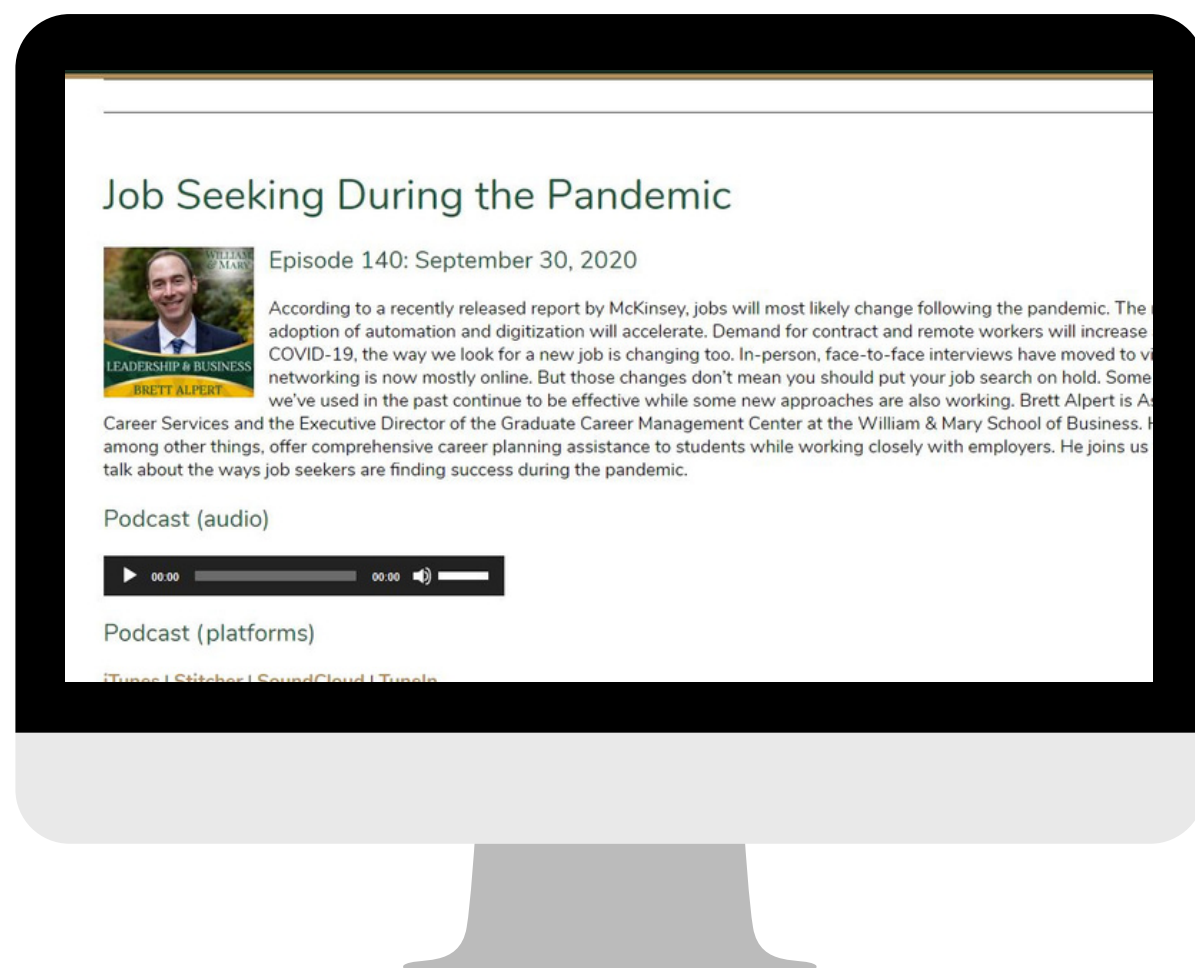 Job Seeking During the Pandemic
WILLIAM
& MARY
LEADERSHIP & BUSINESS
BRETT ALPERT
Episode 140: September 30, 2020
According to a recently released report by McKinsey, jobs will most likely change following the pandemic. The
adoption of automation and digitization will accelerate. Demand for contract and remote workers will increase
COVID-19, the way we look for a new job is changing too. In-person, face-to-face interviews have moved to vi
networking is now mostly online. But those changes don't mean you should put your job search on hold. Some
we've used in the past continue to be effective while some new approaches are also working. Brett Alpert is
Career Services and the Executive Director of the Graduate Career Management Center at the William & Mary School of Business.
among other things, offer comprehensive career planning assistance to students while working closely with employers. He joins us
talk about the ways job seekers are finding success during the pandemic.
Podcast (audio)
00:00 00:00
Podcast (platforms)
iTunes | Stitcher | SoundCloud | TuneIn